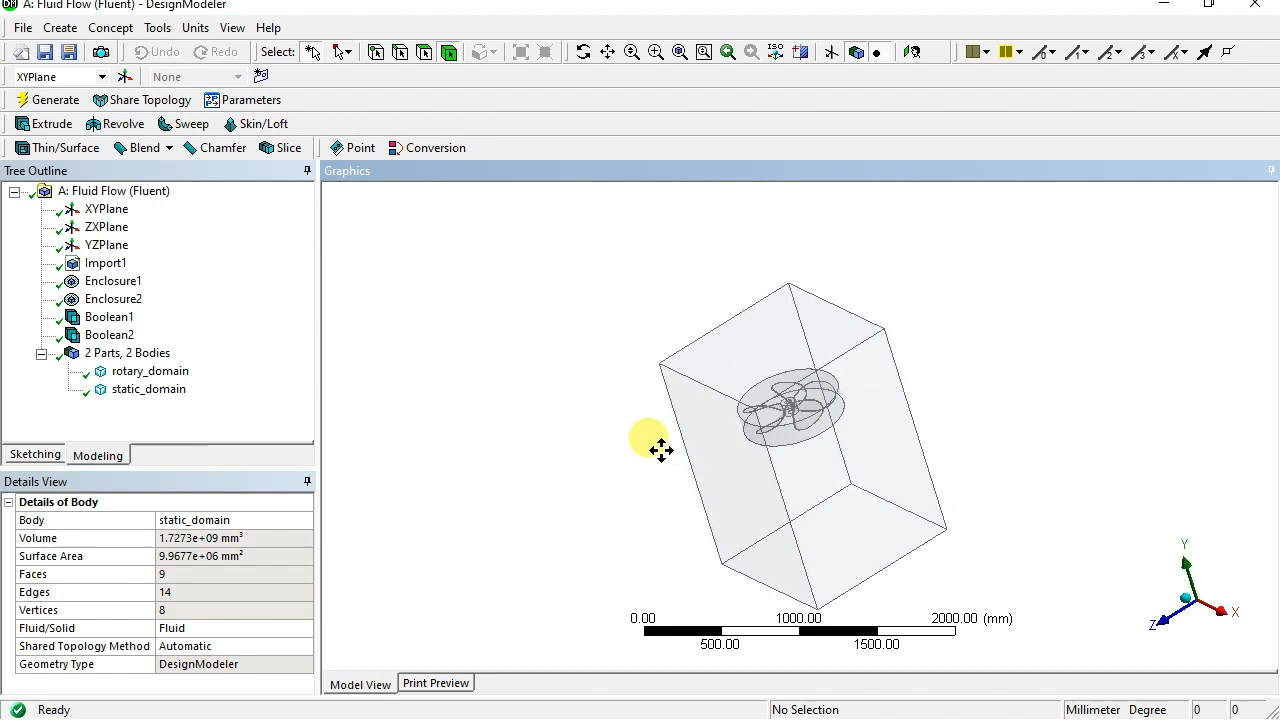 A: Fluid Flow (Fluent) - DesignModeler
File Create Concept Tools Units View Help
Undo Redo Select:
XYPlane None
Generate Share Topology Parameters
Extrude Revolve Sweep Skin/Loft
Thin/Surface Blend Chamfer Slice Point Conversion
Tree Outline
Graphics
A: Fluid Flow (Fluent)
XYPlane
ZXPlane
YZPlane
Import1
Enclosure1
Enclosure2
Boolean1
Boolean2
2 Parts, 2 Bodies
rotary_domain
static_domain
Sketching Modeling
Details View
Details of Body
Body static_domain
Volume 1.7273e+09 mm³
Surface Area 9.9677e+06 mm²
Faces 9
Edges 14
Vertices 8
Fluid/Solid Fluid
Shared Topology Method Automatic
Geometry Type DesignModeler
0.00 1000.00 2000.00 (mm)
500.00 1500.00
Y
X
Z
Model View Print Preview
Ready No Selection Millimeter Degree 0 0